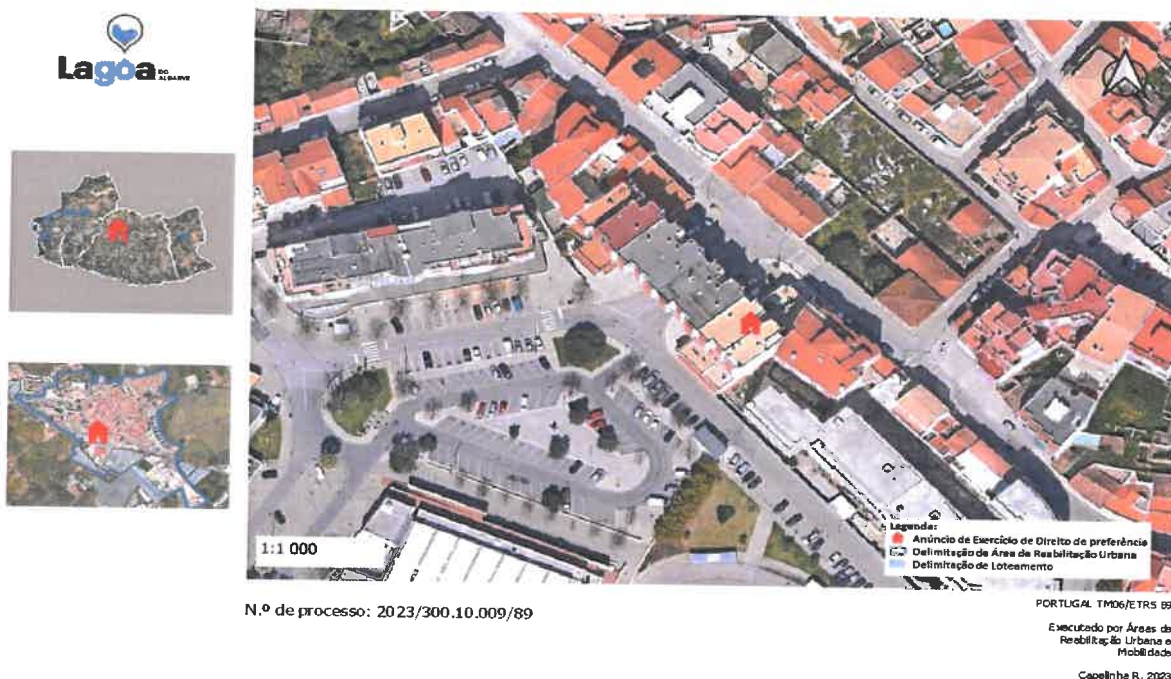 Lagoa DO
ALGARVE
1:1 000
Legenda:
Anúncio de Exercício de Direito de preferência
Delimitação de Área de Reabilitação Urbana
Delimitação de Loteamento
N.º de processo: 2023/300.10.009/89
PORTUGAL TM06/ETRS 89
Executado por Áreas de
Reabilitação Urbana e
Mobilidade
Capelinha R. 2023